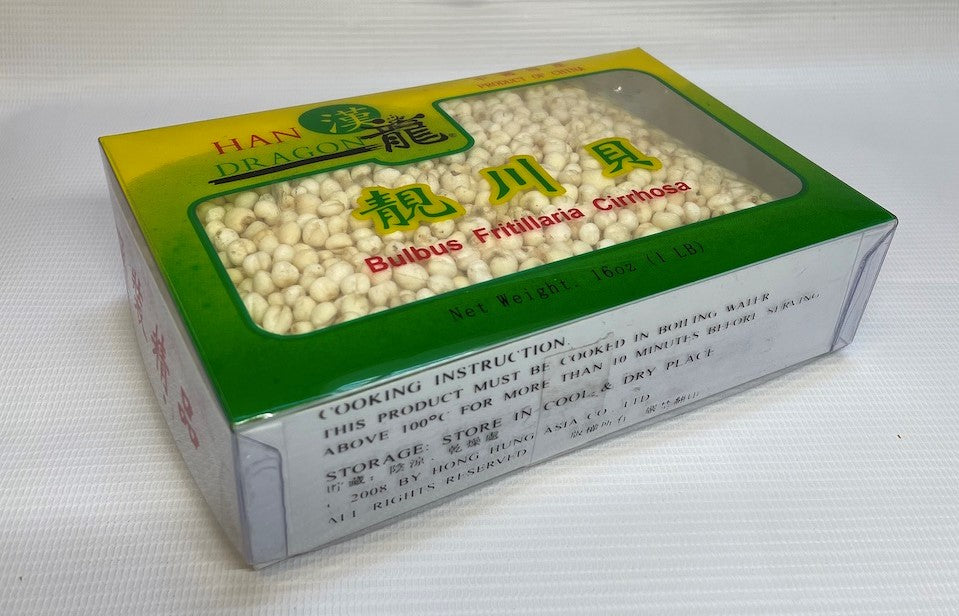 PRODUCT OF CHINA
HAN 漢
DRAGON 龍®
靚川貝
Bulbus Fritillaria Cirrhosa
Net Weight: 16oz (1 LB)
COOKING INSTRUCTION.
THIS PRODUCT MUST BE COOKED IN BOILING WATER
ABOVE 100°C FOR MORE THAN 10 MINUTES BEFORE SERVING
STORAGE: STORE IN COOL & DRY PLACE
貯藏: 陰涼, 乾燥處
2008 BY HONG HUNG ASIA CO., LTD 版權所有
ALL RIGHTS RESERVED
精品